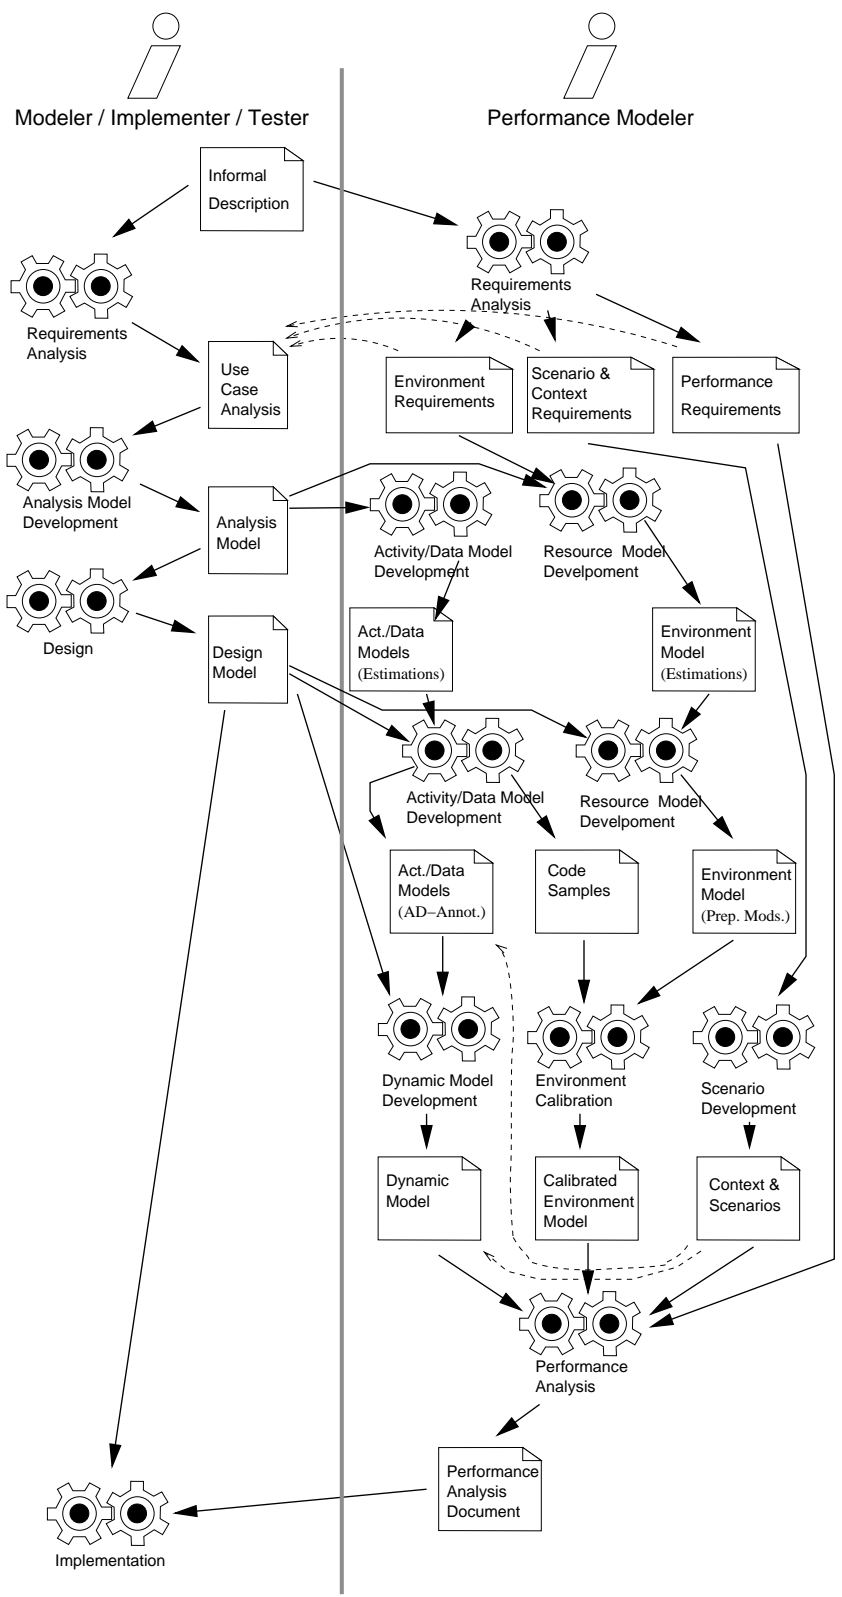 Modeler / Implementer / Tester
Performance Modeler
Informal
Description
Requirements
Analysis
Requirements
Analysis
Use
Case
Analysis
Environment
Requirements
Scenario &
Context
Requirements
Performance
Requirements
Analysis Model
Development
Analysis
Model
Activity/Data Model
Development
Resource Model
Develpoment
Design
Design
Model
Act./Data
Models
(Estimations)
Environment
Model
(Estimations)
Activity/Data Model
Development
Resource Model
Develpoment
Act./Data
Models
(AD–Annot.)
Code
Samples
Environment
Model
(Prep. Mods.)
Dynamic Model
Development
Environment
Calibration
Scenario
Development
Dynamic
Model
Calibrated
Environment
Model
Context &
Scenarios
Performance
Analysis
Performance
Analysis
Document
Implementation